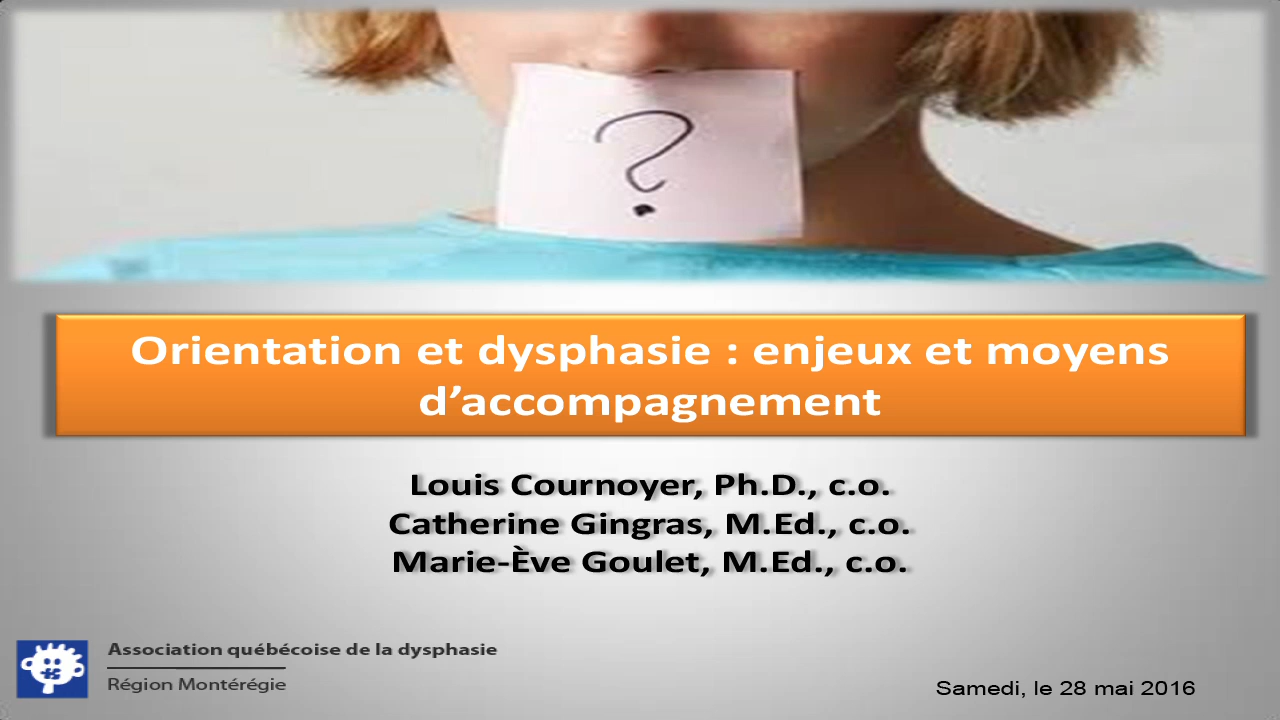 ?
Orientation et dysphasie : enjeux et moyens
d’accompagnement
Louis Cournoyer, Ph.D., c.o.
Catherine Gingras, M.Ed., c.o.
Marie-Ève Goulet, M.Ed., c.o.
Association québécoise de la dysphasie
Région Montérégie
Samedi, le 28 mai 2016